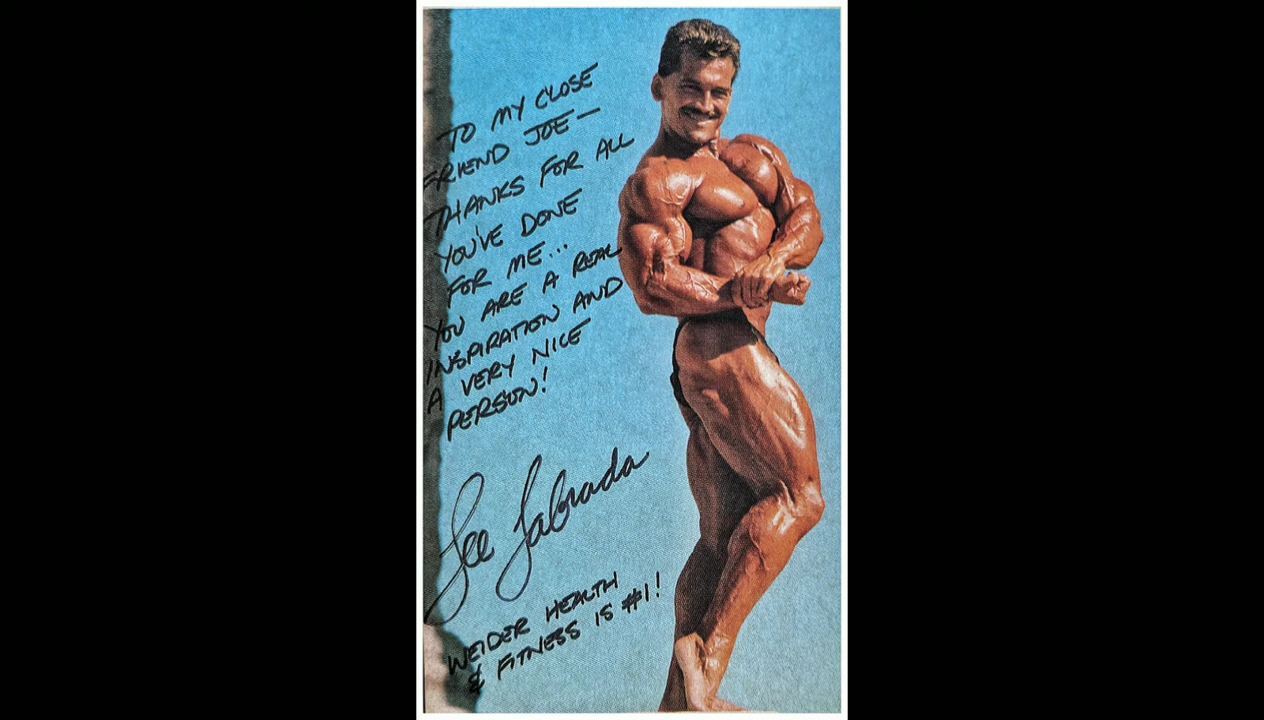 TO MY CLOSE
FRIEND JOE—
THANKS FOR ALL
YOU'VE DONE
FOR ME...
YOU ARE A REAL
INSPIRATION AND
A VERY NICE
PERSON!
Lee Labrada
WEIDER HEALTH
& FITNESS IS #1!